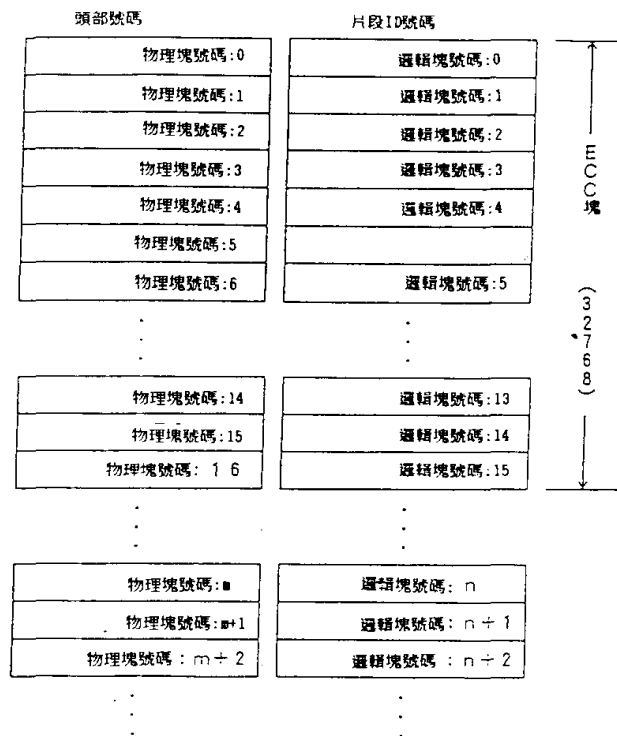 頭部號碼 片段ID號碼
物理塊號碼:0 邏輯塊號碼:0
物理塊號碼:1 邏輯塊號碼:1
物理塊號碼:2 邏輯塊號碼:2
物理塊號碼:3 邏輯塊號碼:3
物理塊號碼:4 邏輯塊號碼:4
物理塊號碼:5
物理塊號碼:6 邏輯塊號碼:5
ECC塊
(32768)
物理塊號碼:14 邏輯塊號碼:13
物理塊號碼:15 邏輯塊號碼:14
物理塊號碼: 16 邏輯塊號碼:15
物理塊號碼:m 邏輯塊號碼: n
物理塊號碼:m+1 邏輯塊號碼: n+1
物理塊號碼: m+2 邏輯塊號碼: n+2